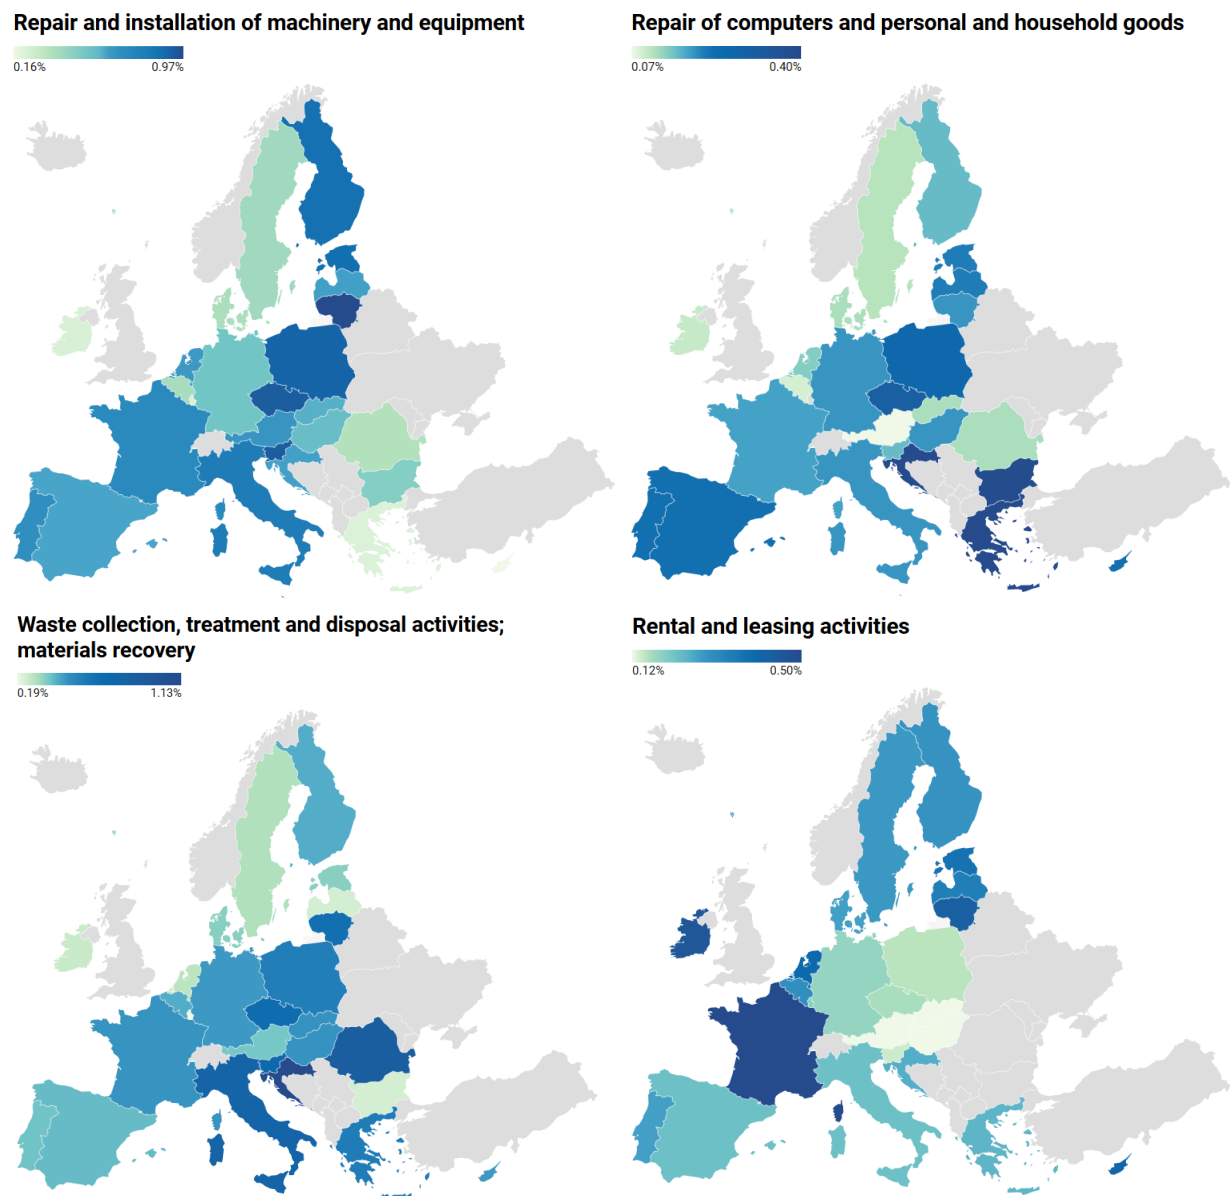 Repair and installation of machinery and equipment
0.16% 0.97%
Repair of computers and personal and household goods
0.07% 0.40%
Waste collection, treatment and disposal activities;
materials recovery
0.19% 1.13%
Rental and leasing activities
0.12% 0.50%